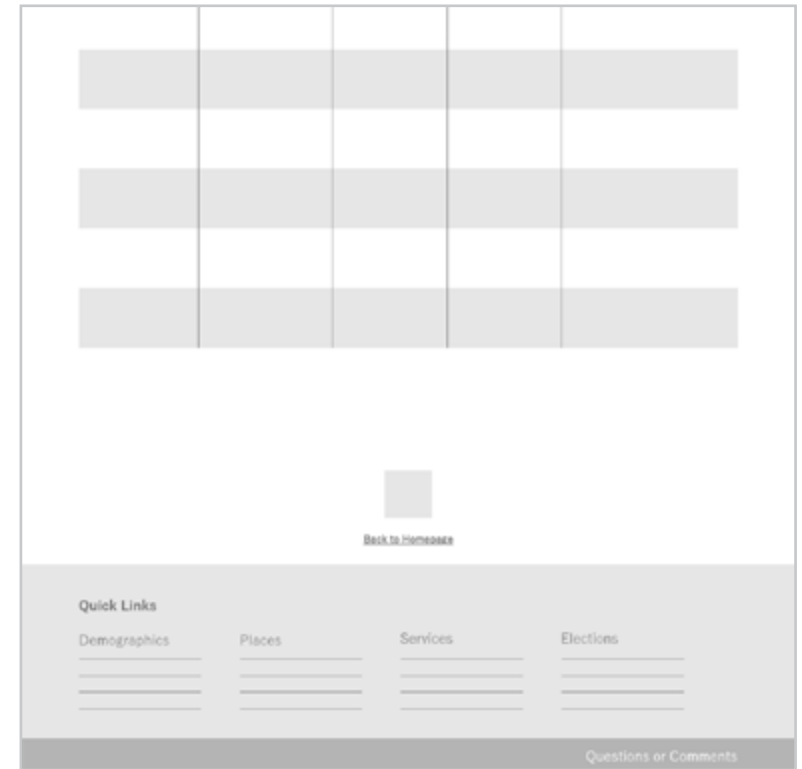 Back to Homepage
Quick Links
Demographics Places Services Elections
Questions or Comments